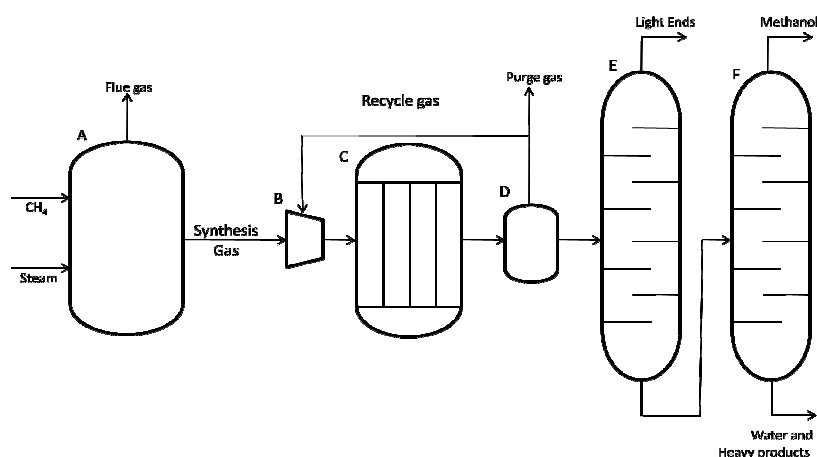 Light Ends
Methanol
E
F
Purge gas
Flue gas
Recycle gas
A
C
B
D
CH₄
Synthesis
Gas
Steam
Water and
Heavy products